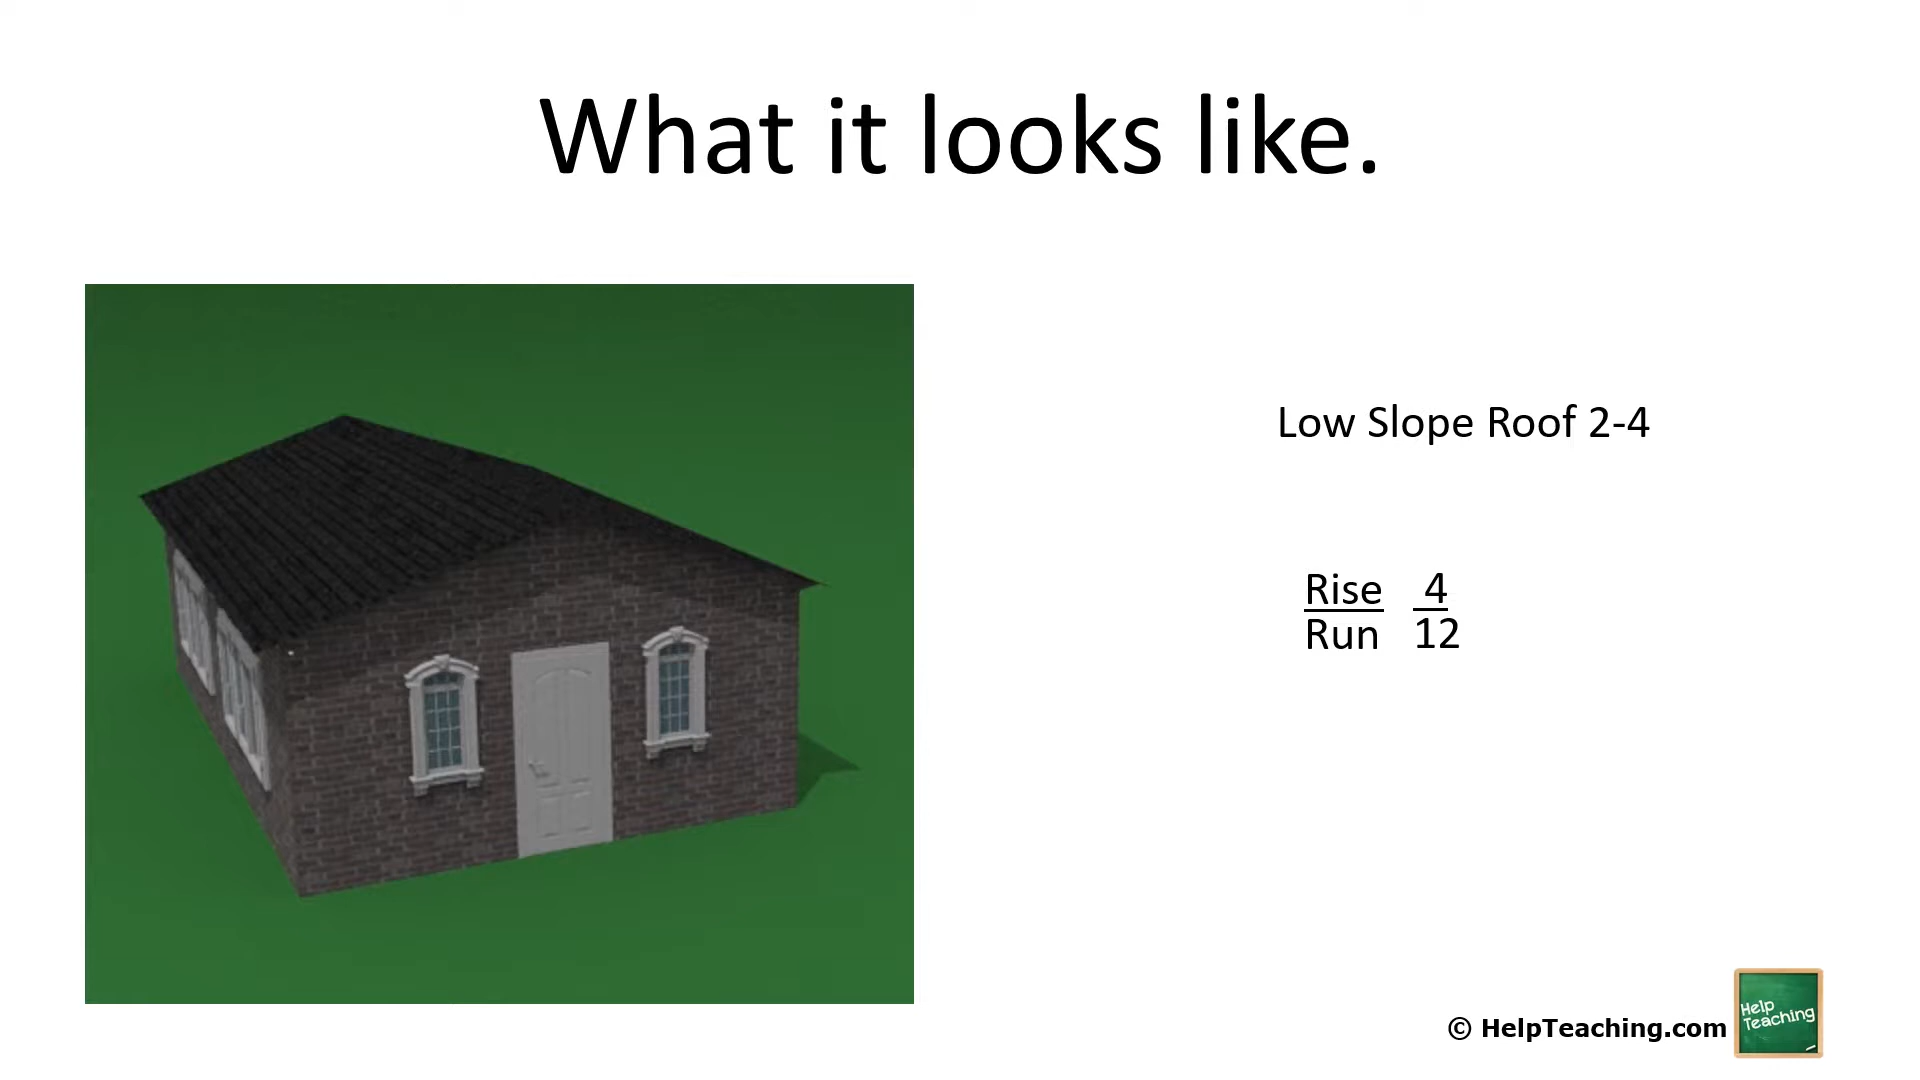 What it looks like.
Low Slope Roof 2-4
Rise 4
Run 12
© HelpTeaching.com
Help
Teaching